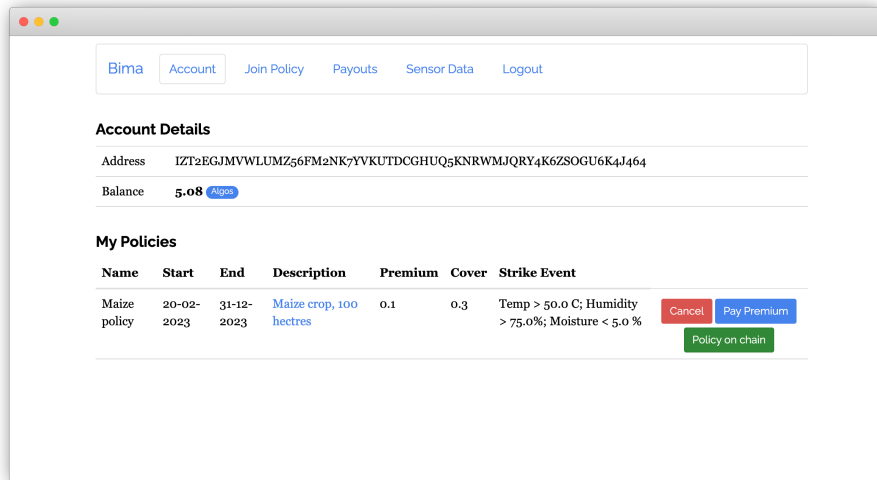 Bima Account Join Policy Payouts Sensor Data Logout
Account Details
Address IZT2EGJMVWLUMZ56FM2NK7YVKUTDCGHUQ5KNRWMJQRY4K6ZSOGU6K4J464
Balance 5.08 Algos
My Policies
Name Start End Description Premium Cover Strike Event
Maize 20-02- 31-12- Maize crop, 100 0.1 0.3 Temp > 50.0 C; Humidity Cancel Pay Premium
policy 2023 2023 hectres > 75.0%; Moisture < 5.0 %
Policy on chain